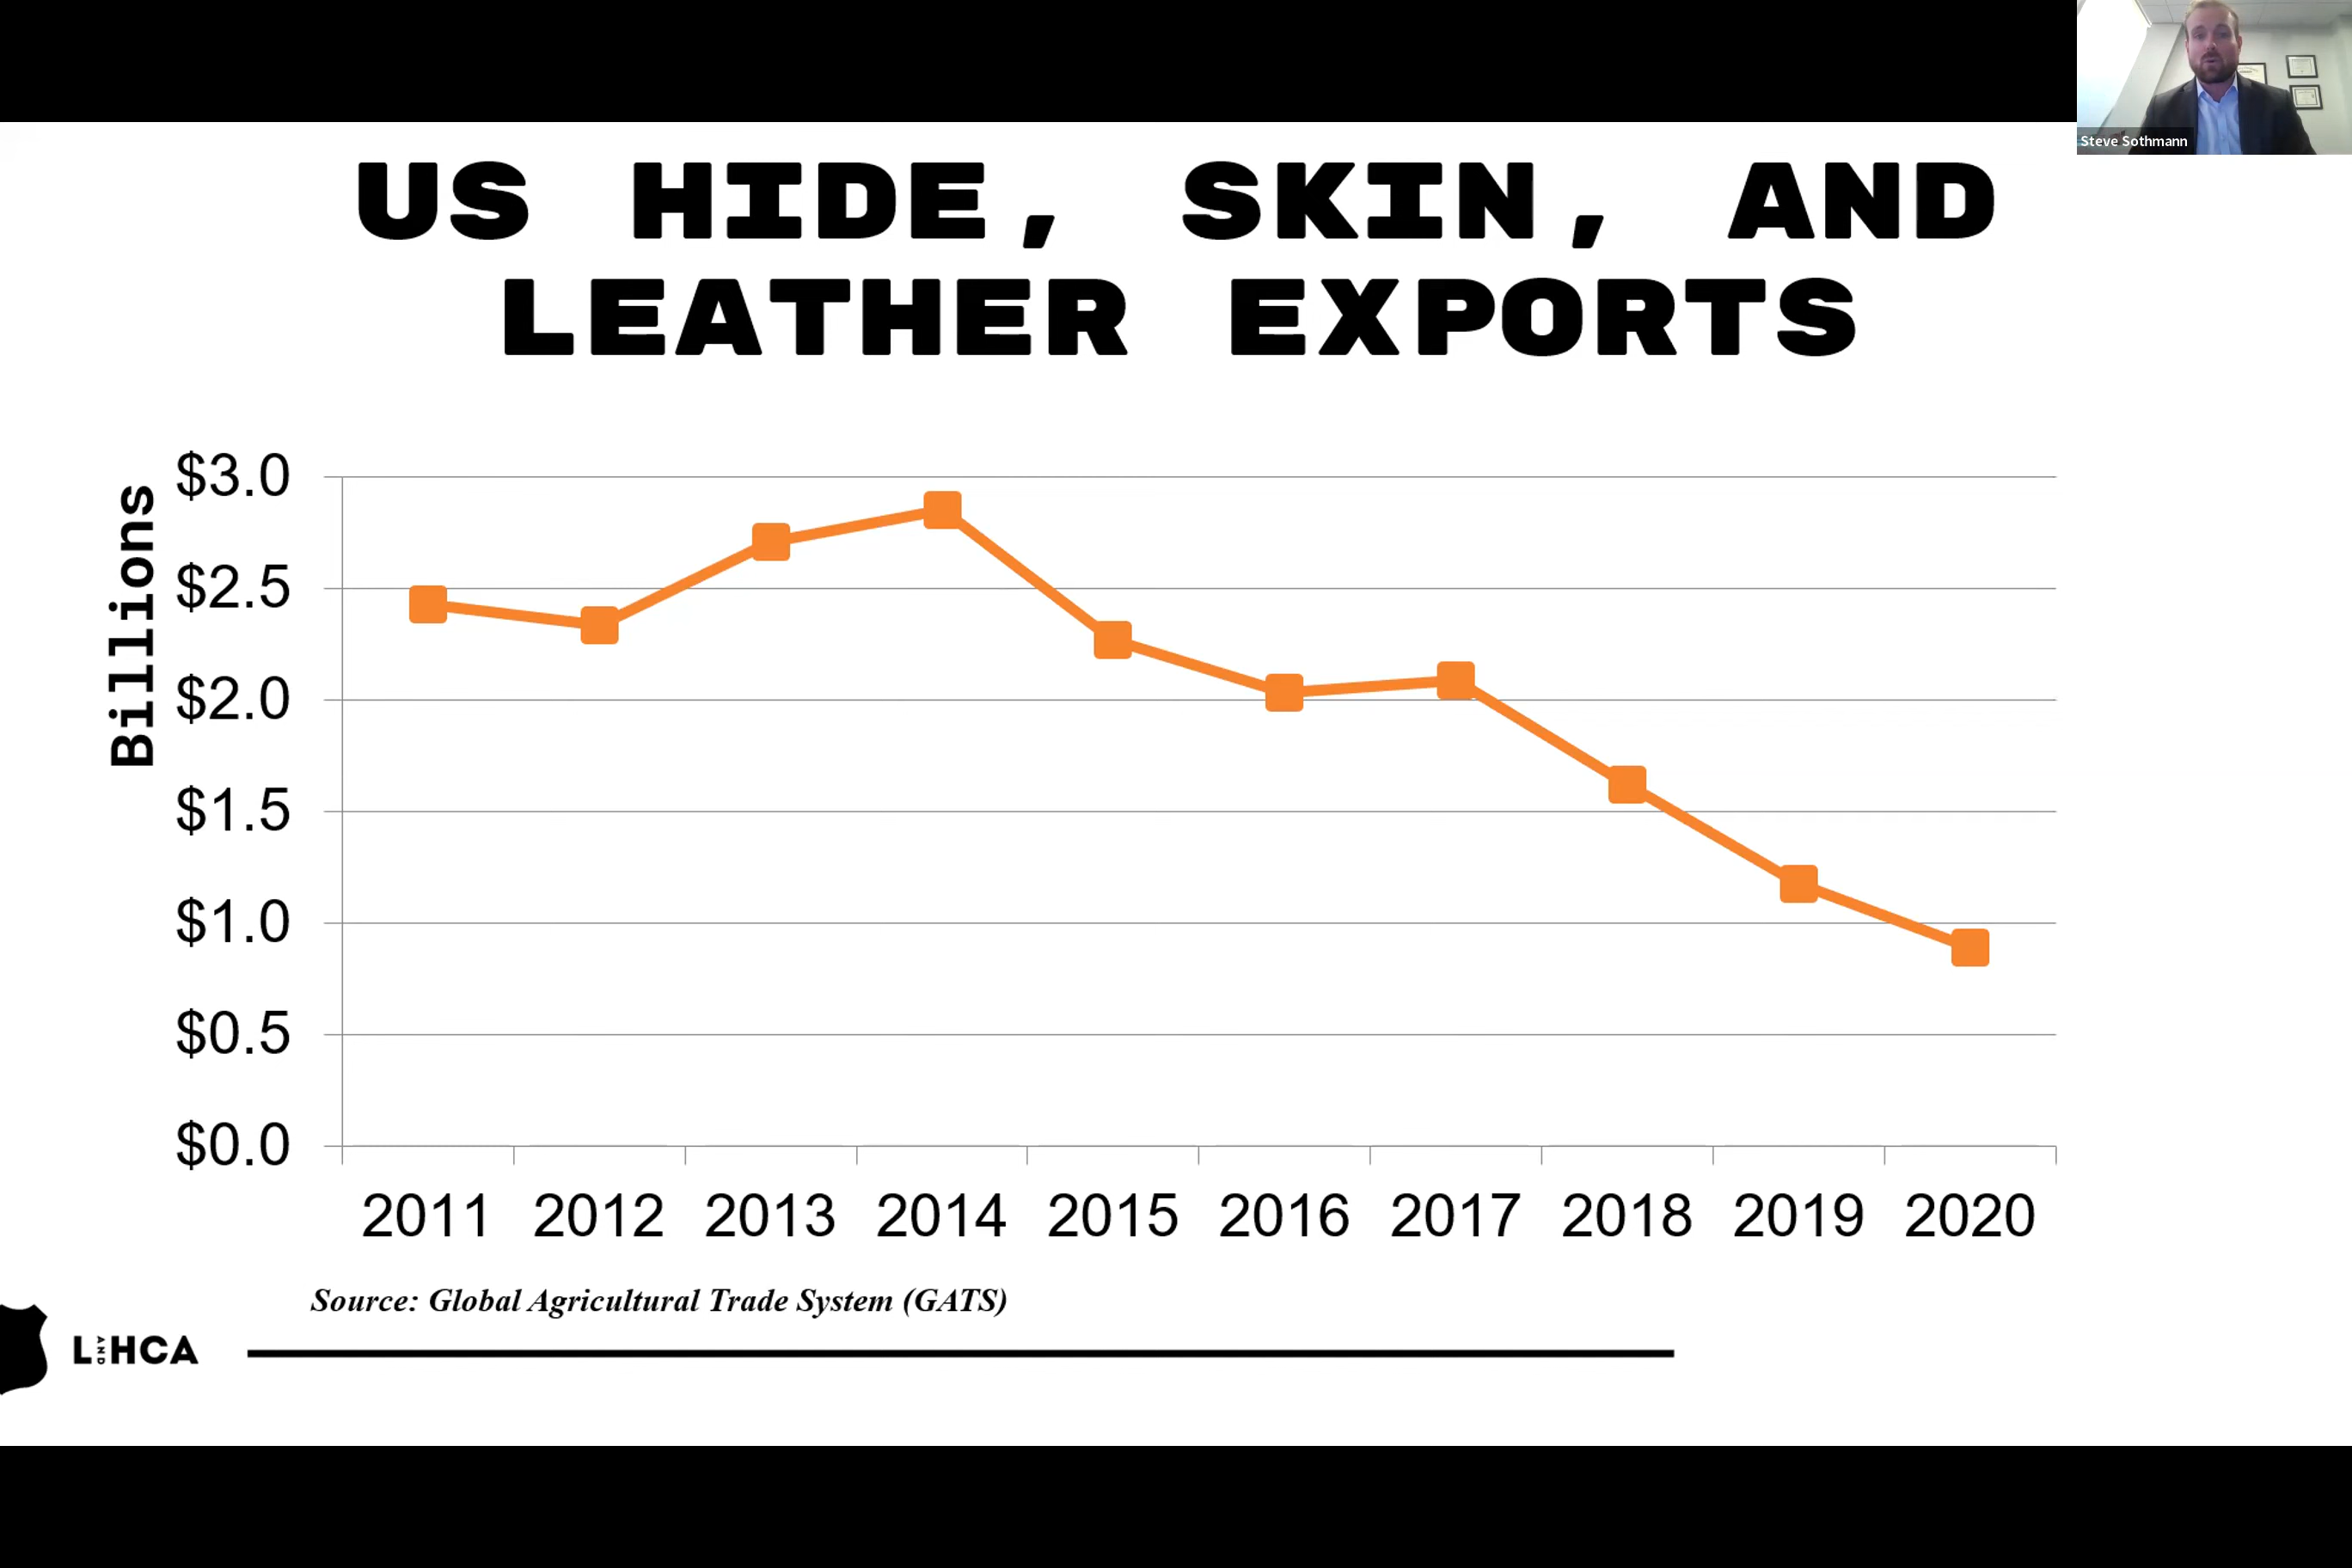 Steve Sothmann
US HIDE, SKIN, AND
LEATHER EXPORTS
Billions
$3.0
$2.5
$2.0
$1.5
$1.0
$0.5
$0.0
2011 2012 2013 2014 2015 2016 2017 2018 2019 2020
Source: Global Agricultural Trade System (GATS)
L AND HCA